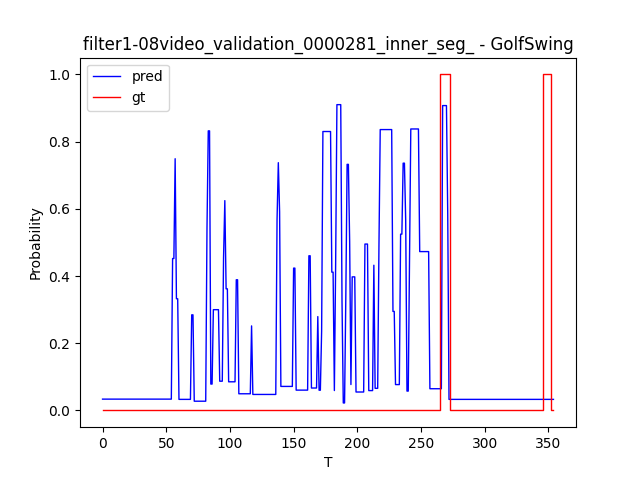 filter1-08video_validation_0000281_inner_seg_ - GolfSwing
pred
gt
1.0
0.8
0.6
0.4
0.2
0.0
Probability
0 50 100 150 200 250 300 350
T